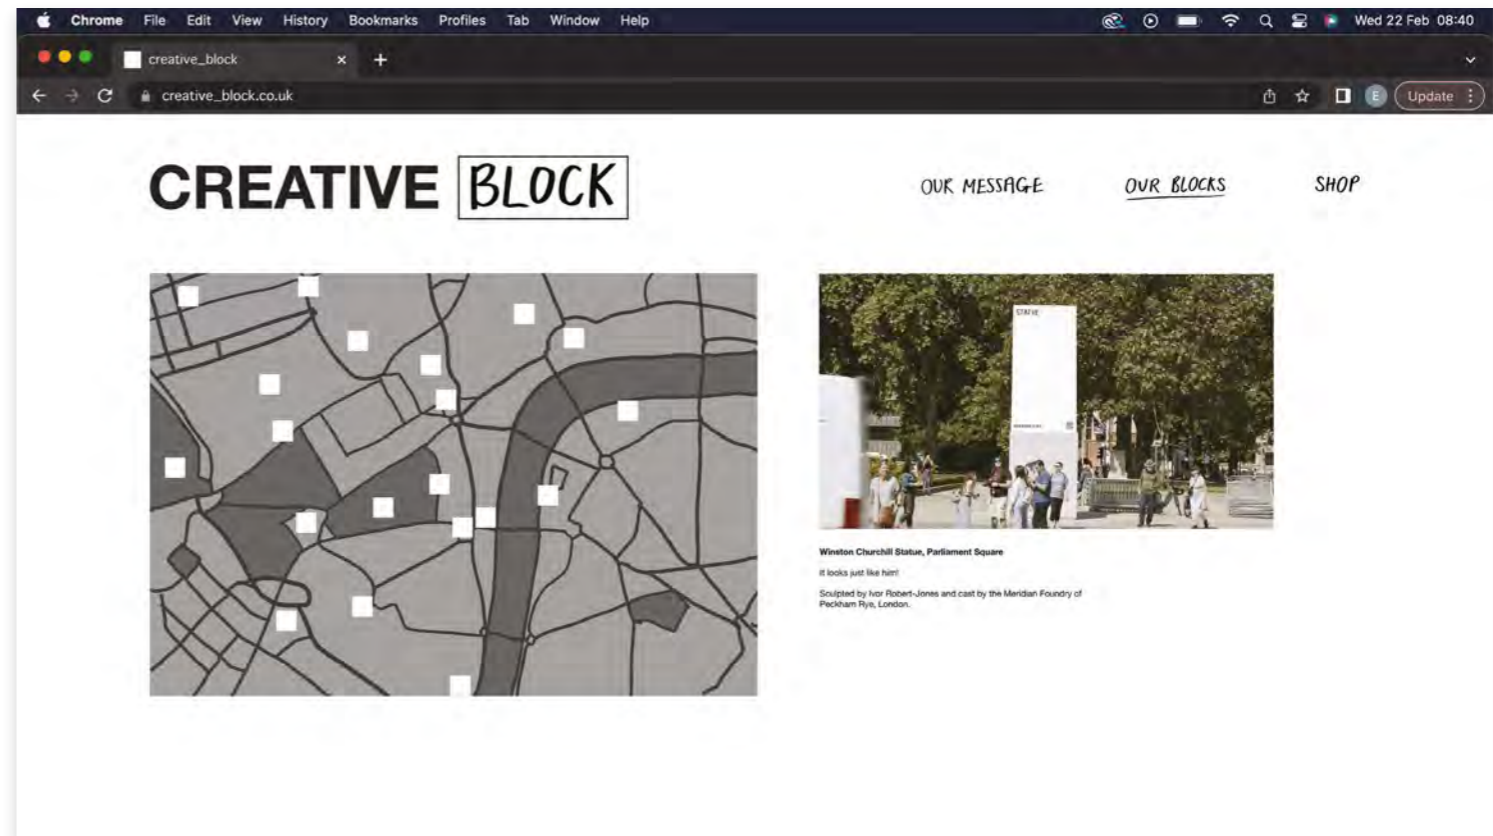 Chrome File Edit View History Bookmarks Profiles Tab Window Help Wed 22 Feb 08:40
creative_block
creative_block.co.uk E Update
CREATIVE BLOCK
OUR MESSAGE OUR BLOCKS SHOP
STATUE
Winston Churchill Statue, Parliament Square
It looks just like him!
Sculpted by Ivor Robert-Jones and cast by the Meridian Foundry of
Peckham Rye, London.